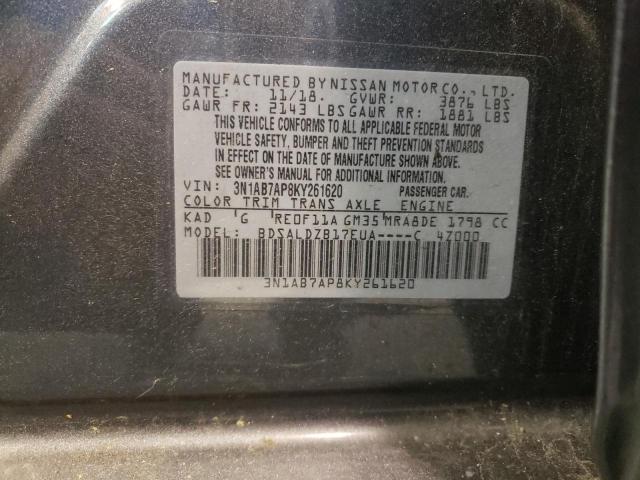 MANUFACTURED BY NISSAN MOTOR CO., LTD.
DATE: 11/18. GVWR: 3876 LBS
GAWR FR: 2143 LBS GAWR RR: 1881 LBS
THIS VEHICLE CONFORMS TO ALL APPLICABLE FEDERAL MOTOR
VEHICLE SAFETY, BUMPER, AND THEFT PREVENTION STANDARDS
IN EFFECT ON THE DATE OF MANUFACTURE SHOWN ABOVE.
SEE OWNER'S MANUAL FOR ADDITIONAL INFORMATION.
VIN: 3N1AB7AP8KY261620 PASSENGER CAR.
COLOR TRIM TRANS AXLE ENGINE
KAD G RE0F11A GM35 MRA8DE 1798 CC
MODEL: BDSALDZB17EUA----C 4Z000
3N1AB7AP8KY261620